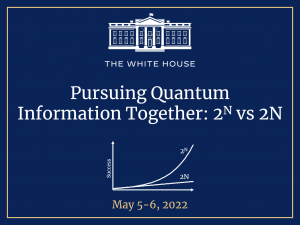 THE WHITE HOUSE
Pursuing Quantum
Information Together: 2ᴺ vs 2N
Success
2ᴺ
2N
May 5-6, 2022